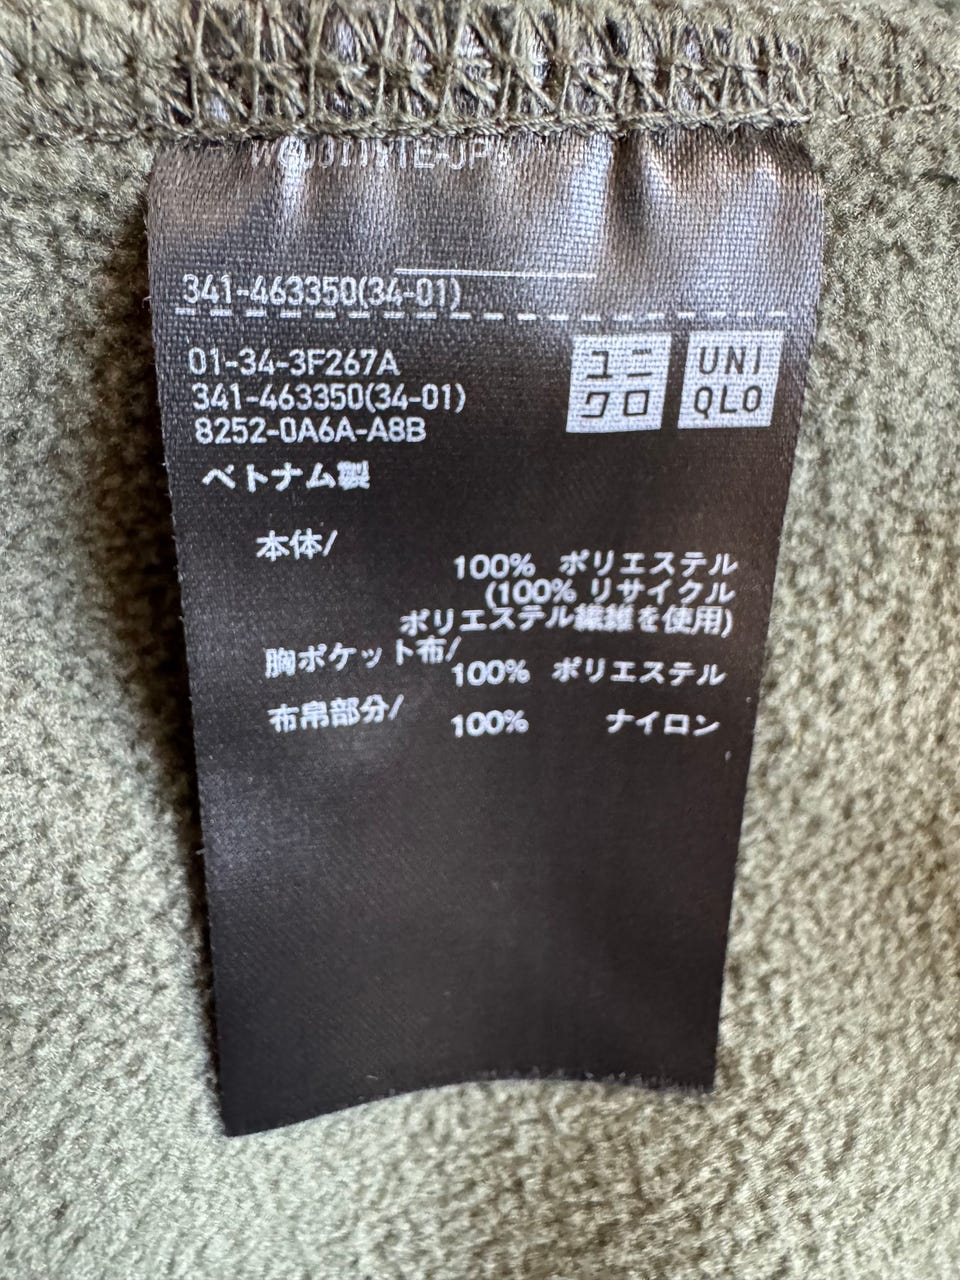 341-463350(34-01)
01-34-3F267A
341-463350(34-01)
8252-0A6A-A8B
ユニ
クロ
UNI
QLO
ベトナム製
本体/
100% ポリエステル
(100% リサイクル
ポリエステル繊維を使用)
胸ポケット布/
100% ポリエステル
布帛部分/
100% ナイロン